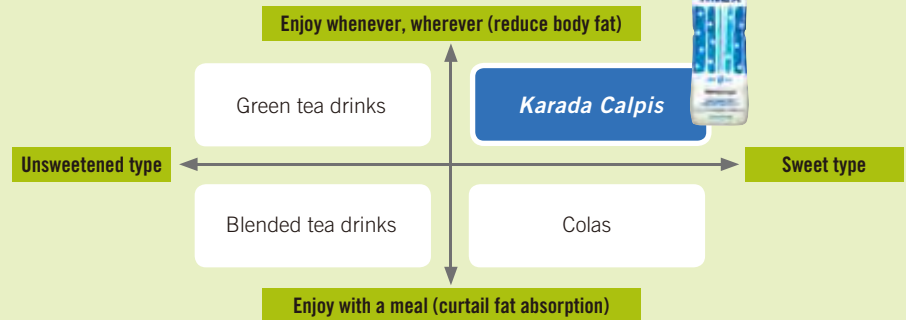 Enjoy whenever, wherever (reduce body fat)
Green tea drinks
Karada Calpis
Unsweetened type
Sweet type
Blended tea drinks
Colas
Enjoy with a meal (curtail fat absorption)